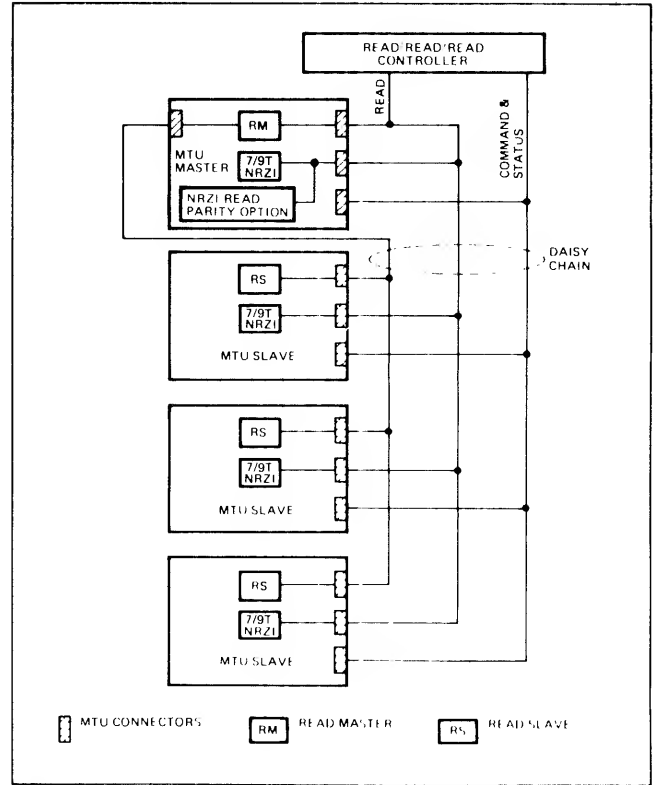 READ/READ/READ
CONTROLLER
READ
COMMAND &
STATUS
RM
MTU
MASTER
7/9T
NRZI
NRZI READ
PARITY OPTION
DAISY
CHAIN
RS
7/9T
NRZI
MTU SLAVE
RS
7/9T
NRZI
MTU SLAVE
RS
7/9T
NRZI
MTU SLAVE
MTU CONNECTORS
RM
READ MASTER
RS
READ SLAVE